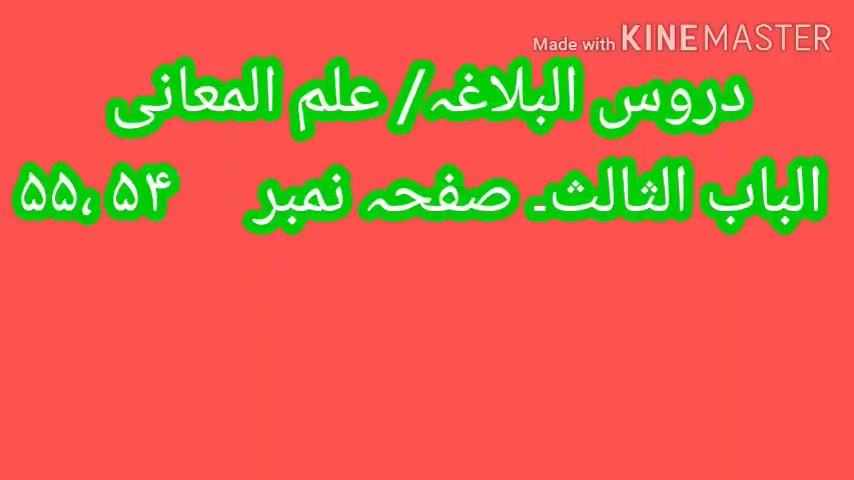 Made with KINEMASTER
دروس البلاغہ/ علم المعانی
الباب الثالث۔ صفحہ نمبر ۵۴ ،۵۵